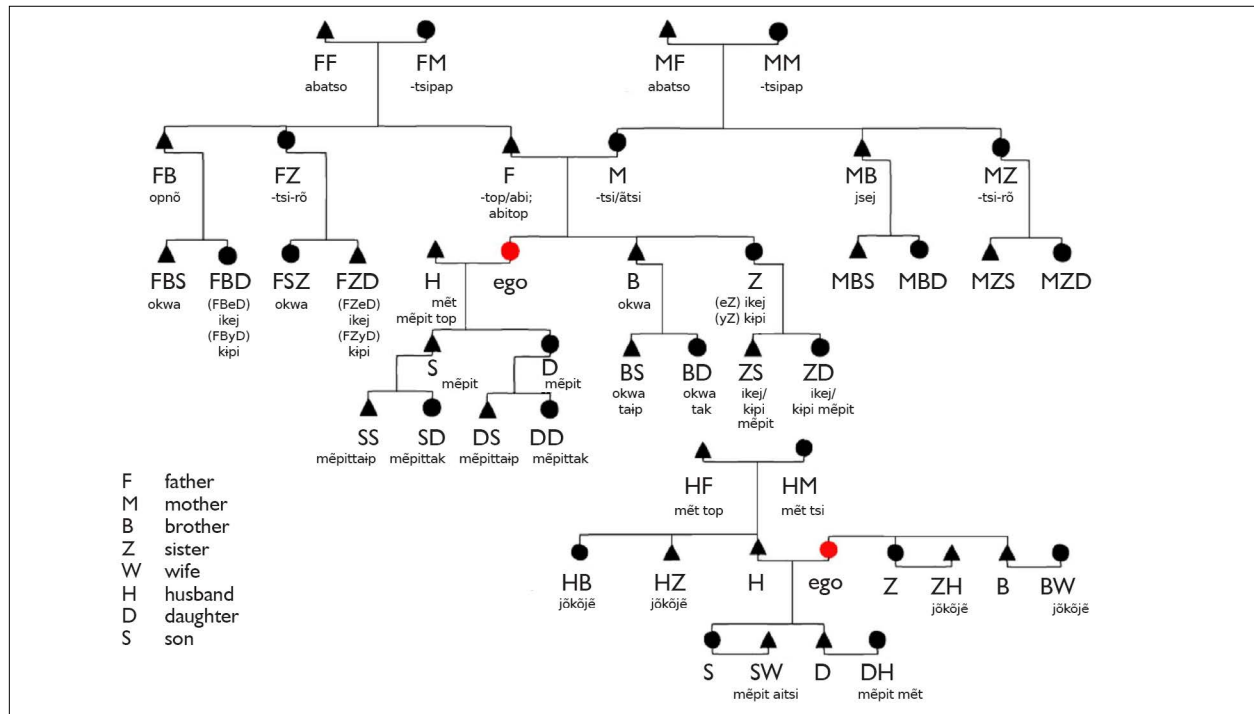 FF FM MF MM
abatso -tsipap abatso -tsipap
FB FZ F M MB MZ
opnõ -tsi-rõ -top/abi; -tsi/ãtsi jsej -tsi-rõ
abitop
FBS FBD FSZ FZD H ego B Z MBS MBD MZS MZD
okwa (FBeD) okwa (FZeD) mẽt okwa (eZ) ikej
ikej ikej mẽpit top (yZ) kɨpi
(FByD) (FZyD)
kɨpi kɨpi
S D BS BD ZS ZD
mẽpit mẽpit okwa okwa ikej/ ikej/
taɨp tak kɨpi kɨpi mẽpit
mẽpit
SS SD DS DD
mẽpittaɨp mẽpittak mẽpittaɨp mẽpittak
HF HM
mẽt top mẽt tsi
HB HZ H ego Z ZH B BW
jõkõjẽ jõkõjẽ jõkõjẽ jõkõjẽ
S SW D DH
mẽpit aitsi mẽpit mẽt
F father
M mother
B brother
Z sister
W wife
H husband
D daughter
S son